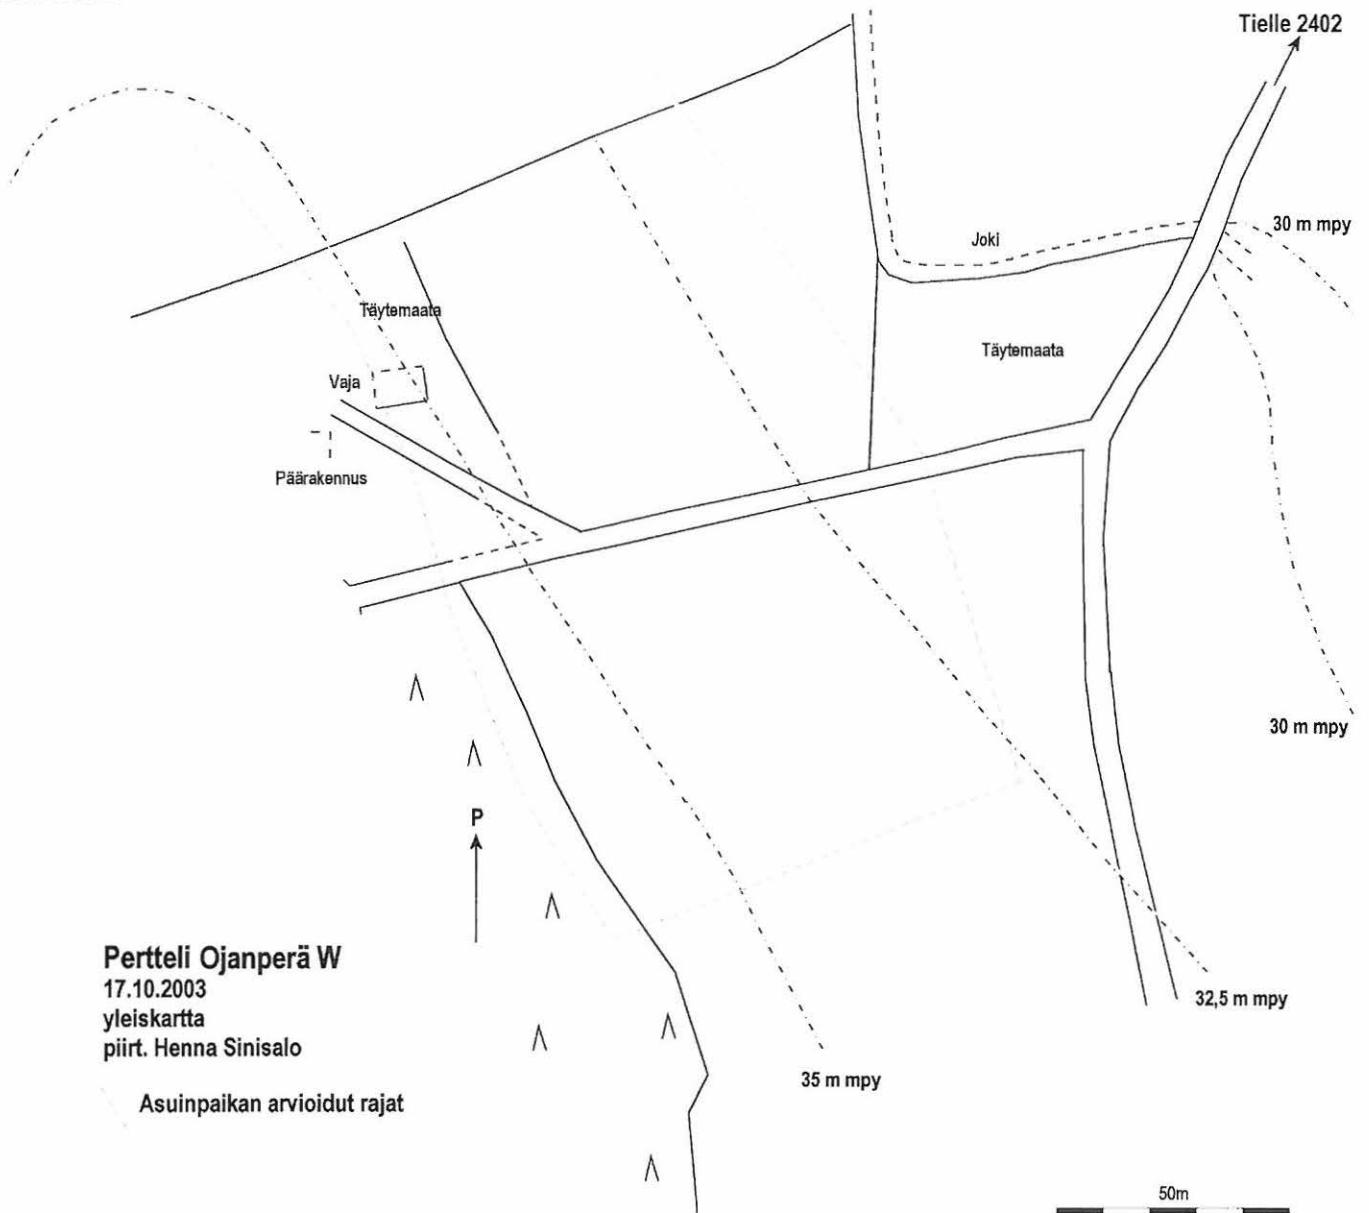 Tielle 2402
30 m mpy
Joki
Täytemaata
Täytemaata
Vaja
Päärakennus
30 m mpy
P
Pertteli Ojanperä W
17.10.2003
yleiskartta
piirt. Henna Sinisalo
Asuinpaikan arvioidut rajat
32,5 m mpy
35 m mpy
50m